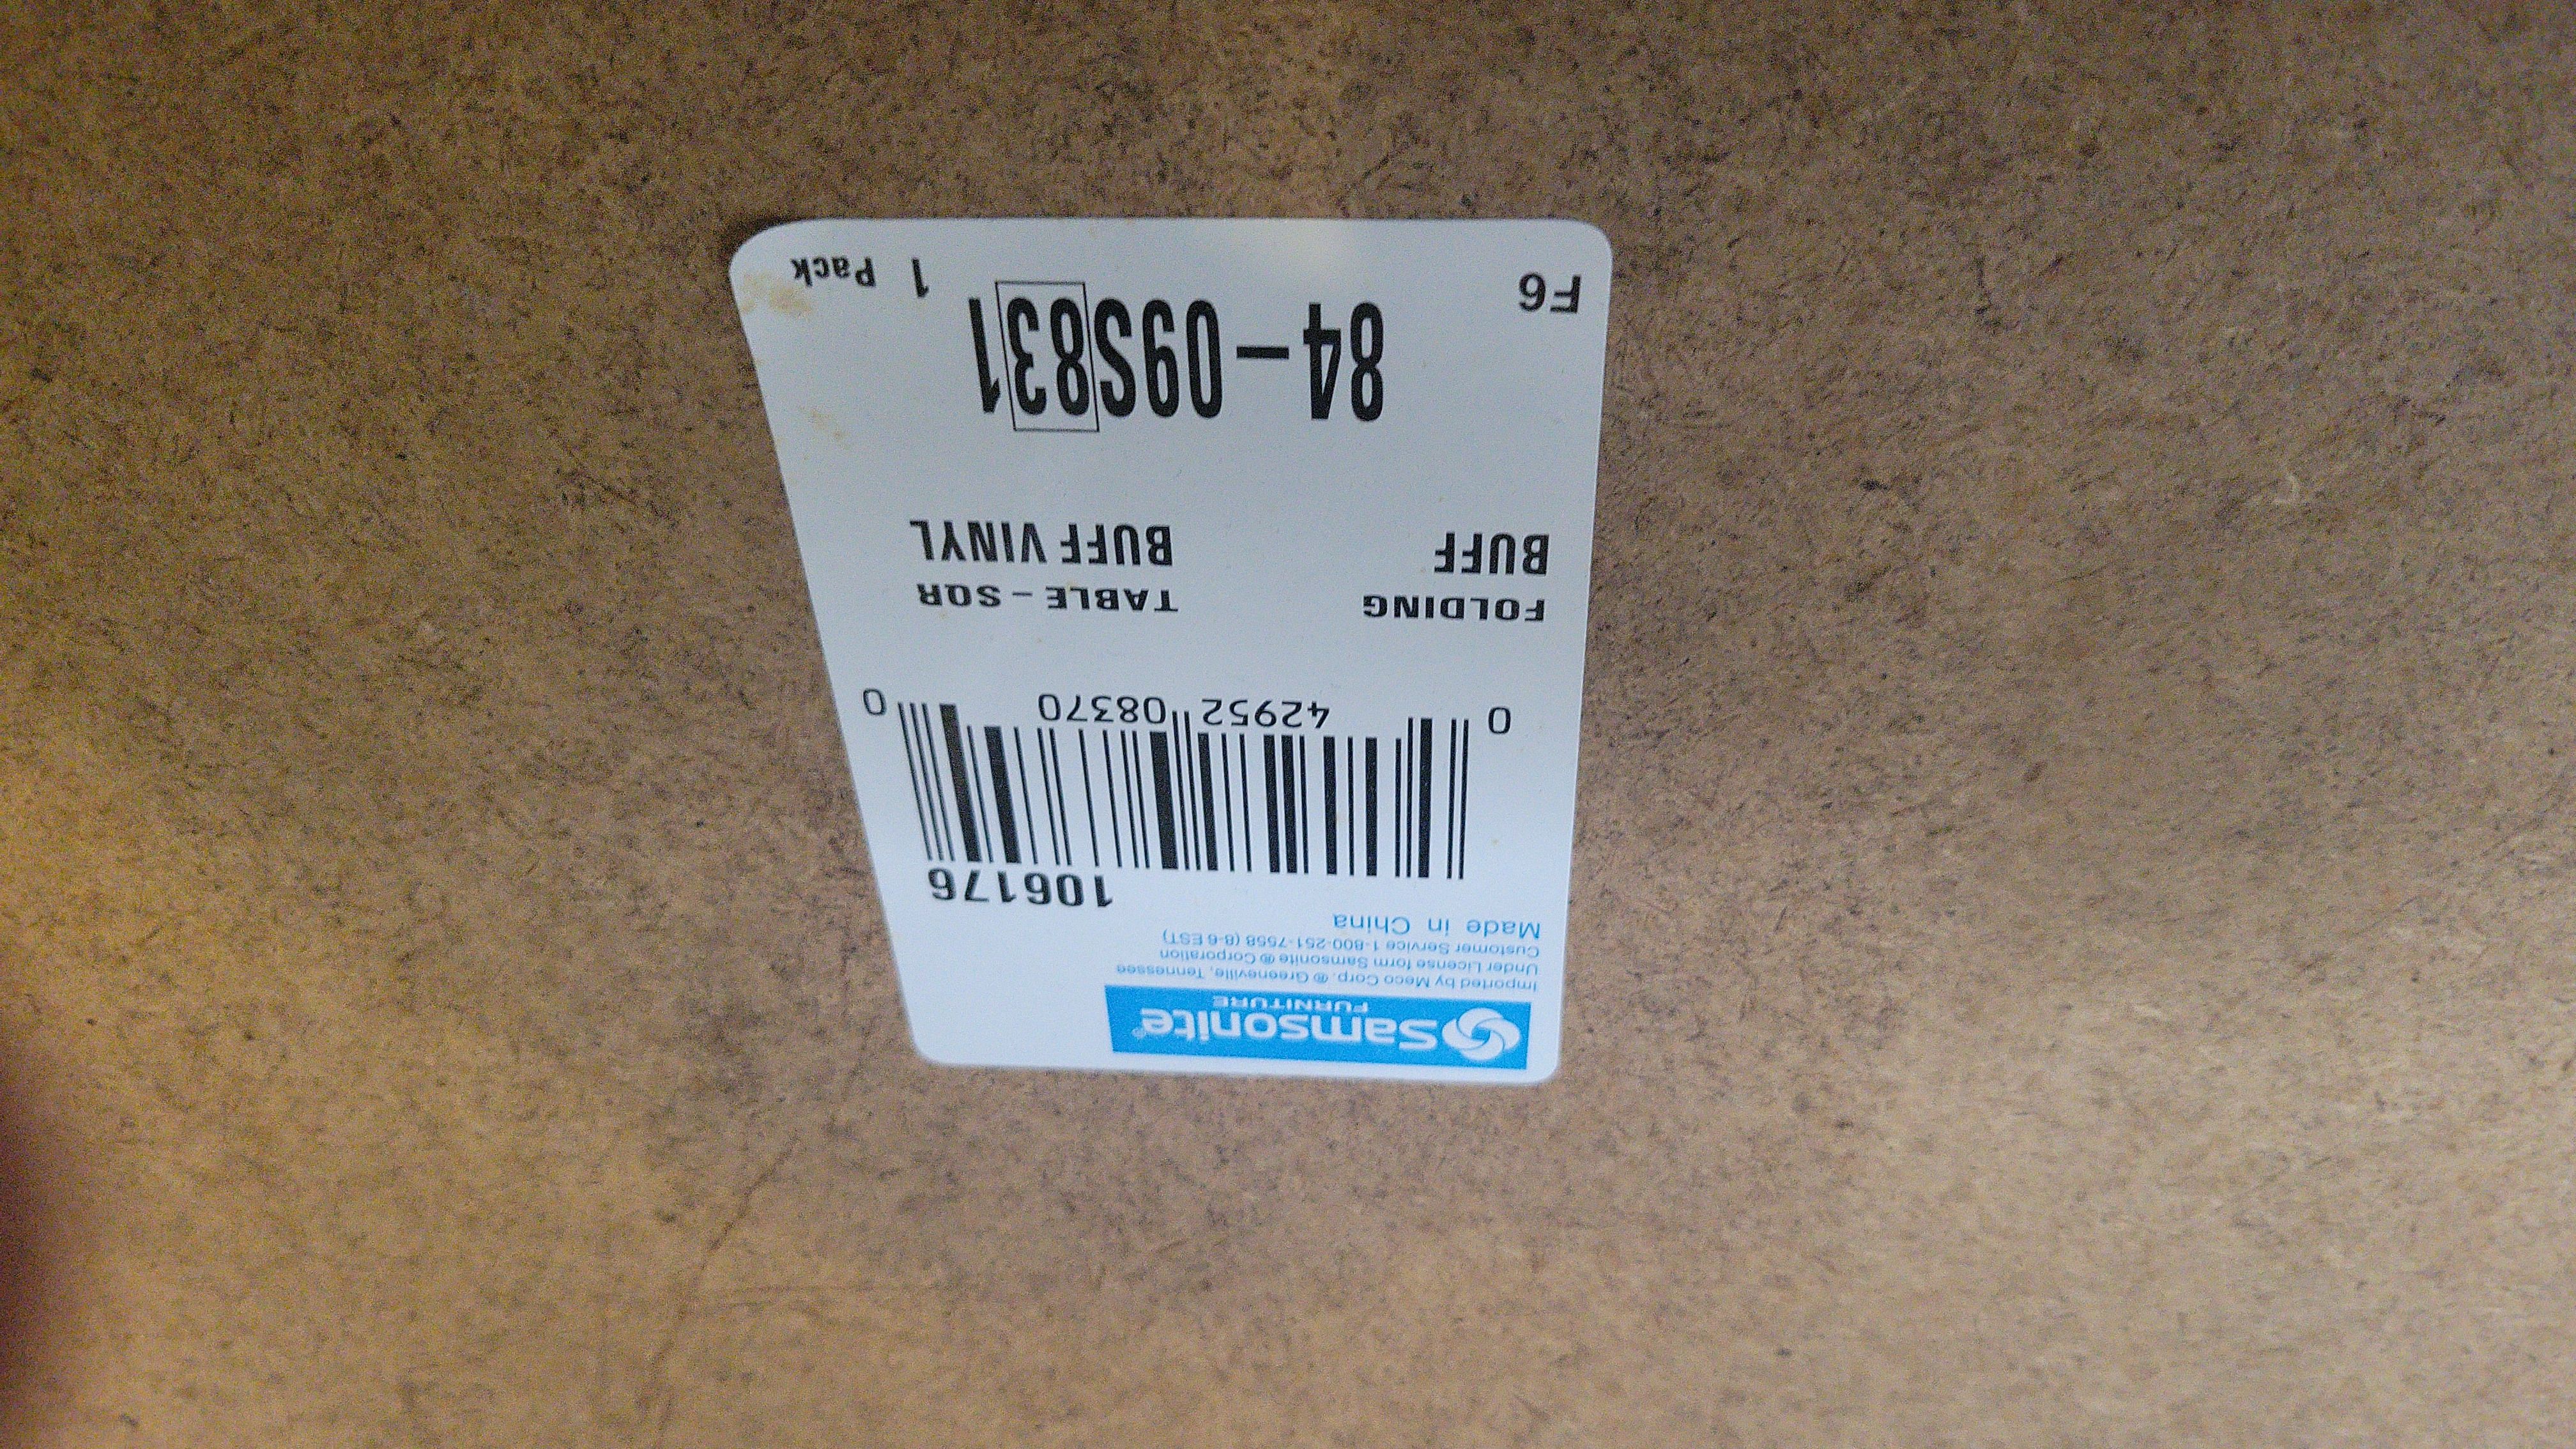 Samsonite®
FURNITURE
Imported by Meco Corp. ® Greeneville, Tennessee
Under License form Samsonite ® Corporation
Customer Service 1-800-251-7558 (8-6 EST)
Made in China
106176
0 42952 08370 0
FOLDING TABLE - SQR
BUFF BUFF VINYL
84-09S831
F6 1 Pack